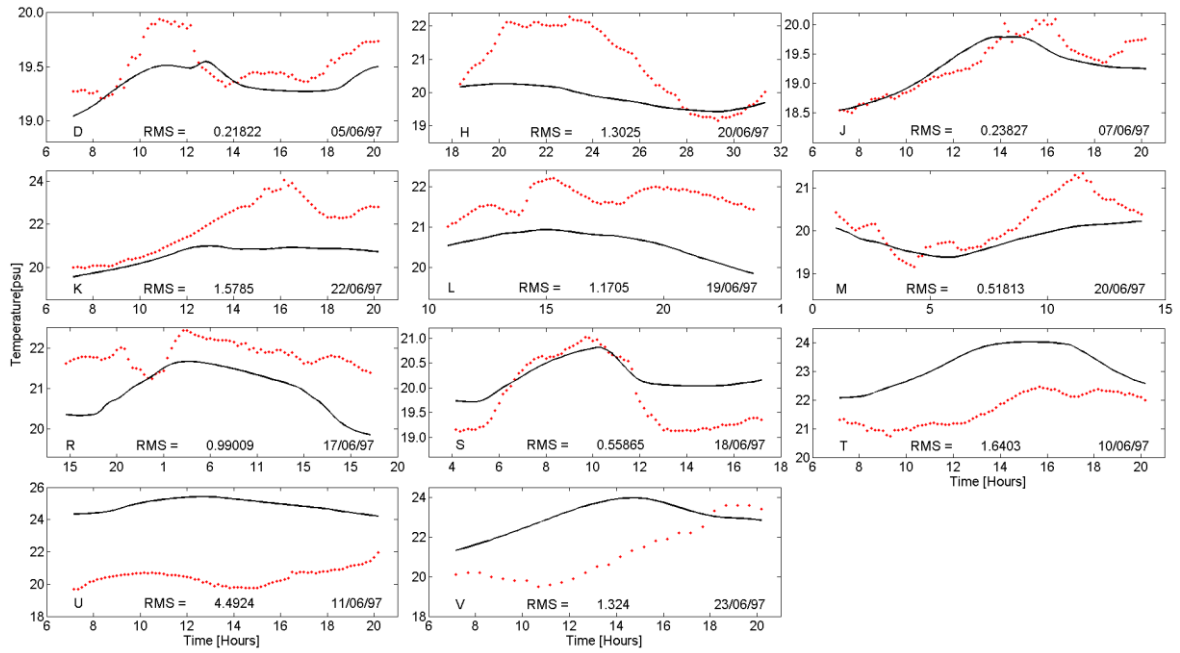 20.0
19.5
19.0
D RMS = 0.21822 05/06/97
6 8 10 12 14 16 18 20
22
21
20
19
H RMS = 1.3025 20/06/97
16 18 20 22 24 26 28 30 32
20.0
19.5
19.0
18.5
J RMS = 0.23827 07/06/97
6 8 10 12 14 16 18 20
24
22
20
K RMS = 1.5785 22/06/97
6 8 10 12 14 16 18 20
22
21
20
L RMS = 1.1705 19/06/97
10 15 20 1
21
20
19
M RMS = 0.51813 20/06/97
0 5 10 15
Temperature[psu]
22
21
20
R RMS = 0.99009 17/06/97
15 20 1 6 11 15 15 20
21.0
20.5
20.0
19.5
19.0
S RMS = 0.55865 18/06/97
4 6 8 10 12 14 16 18
24
23
22
21
20
T RMS = 1.6403 10/06/97
6 8 10 12 14 16 18 20
Time [Hours]
26
24
22
20
18
U RMS = 4.4924 11/06/97
6 8 10 12 14 16 18 20
Time [Hours]
24
22
20
18
V RMS = 1.324 23/06/97
6 8 10 12 14 16 18 20
Time [Hours]